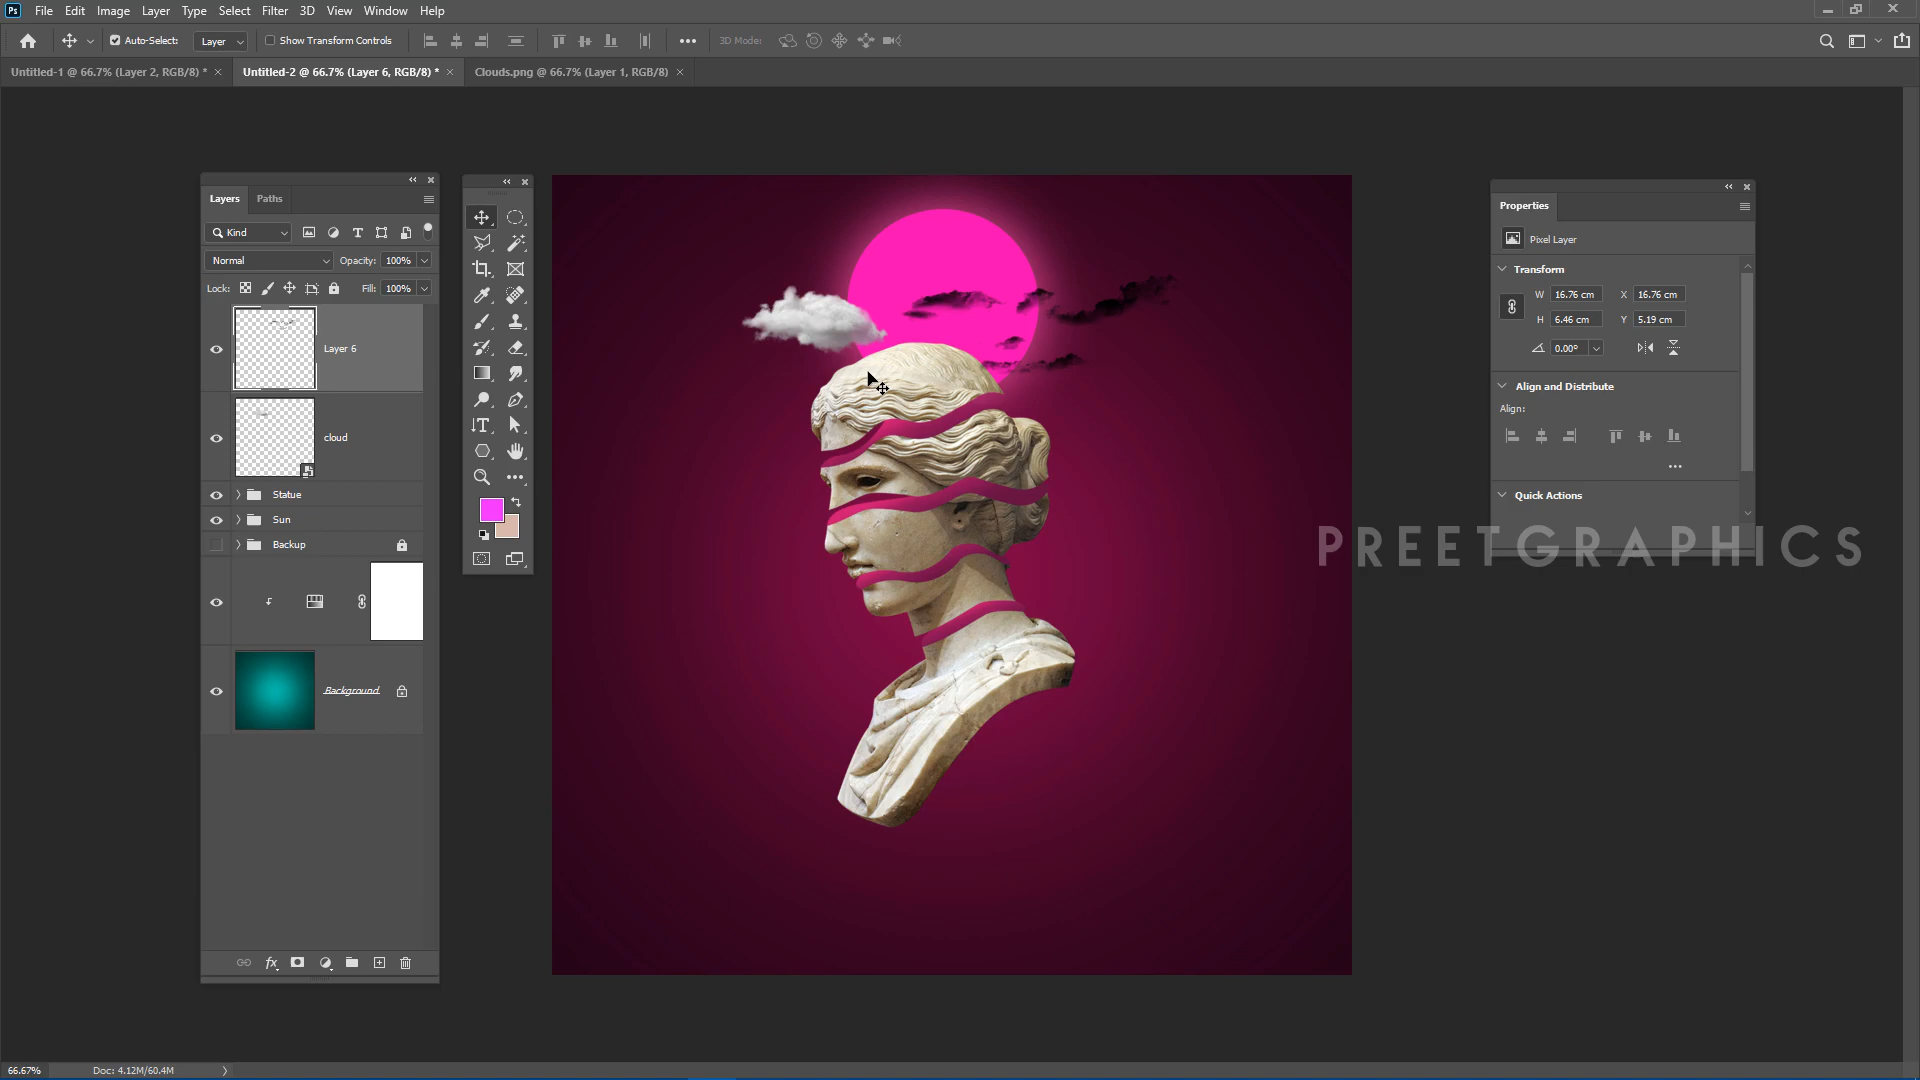 Ps File Edit Image Layer Type Select Filter 3D View Window Help
Auto-Select: Layer Show Transform Controls 3D Mode:
Untitled-1 @ 66.7% (Layer 2, RGB/8) * × Untitled-2 @ 66.7% (Layer 6, RGB/8) * × Clouds.png @ 66.7% (Layer 1, RGB/8) ×
Layers Paths
Kind
Normal Opacity: 100%
Lock: Fill: 100%
Layer 6
cloud
Statue
Sun
Backup
Background
fx
Properties
Pixel Layer
Transform
W 16.76 cm X 16.76 cm
H 6.46 cm Y 5.19 cm
0.00°
Align and Distribute
Align:
Quick Actions
PREETGRAPHICS
66.67% Doc: 4.12M/60.4M